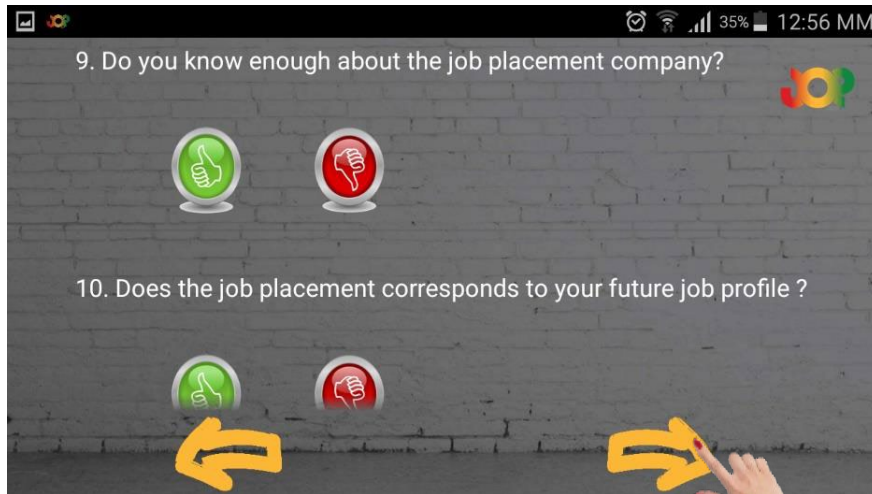 35% 12:56 MM
9. Do you know enough about the job placement company?
JOP
10. Does the job placement corresponds to your future job profile ?